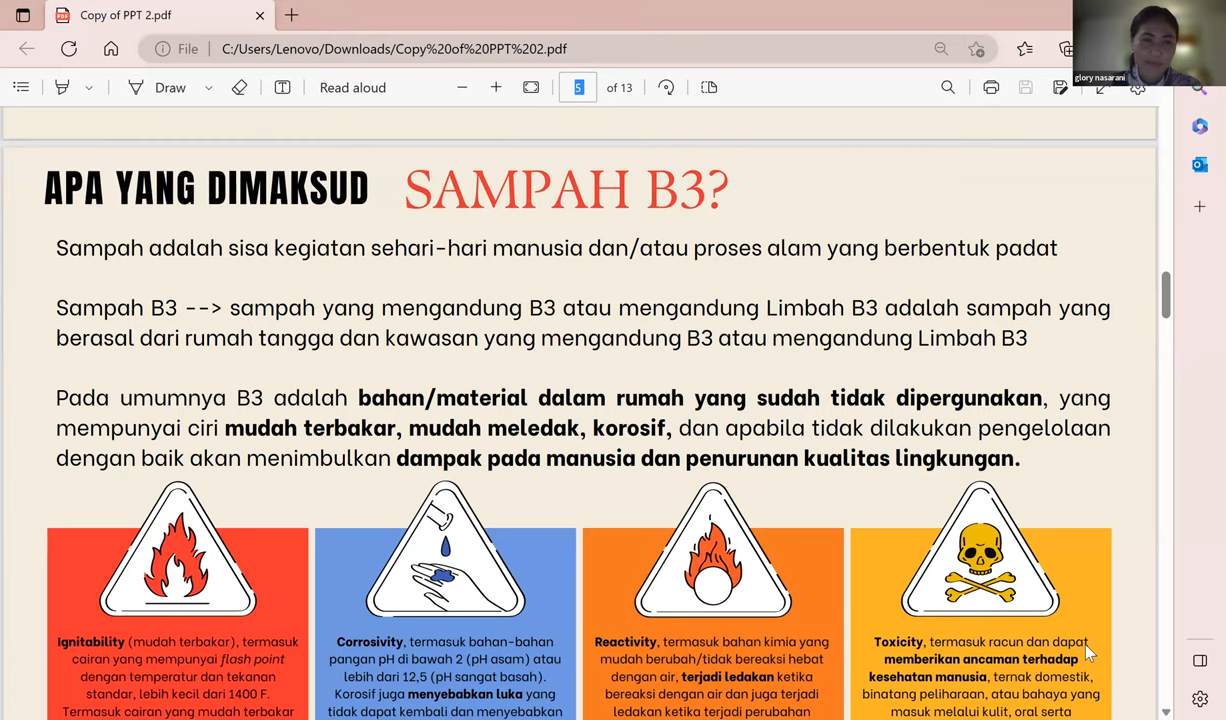 Copy of PPT 2.pdf
File
C:/Users/Lenovo/Downloads/Copy%20of%20PPT%202.pdf
glory nasarani
Draw
Read aloud
5
of 13
APA YANG DIMAKSUD SAMPAH B3?
Sampah adalah sisa kegiatan sehari-hari manusia dan/atau proses alam yang berbentuk padat
Sampah B3 --> sampah yang mengandung B3 atau mengandung Limbah B3 adalah sampah yang
berasal dari rumah tangga dan kawasan yang mengandung B3 atau mengandung Limbah B3
Pada umumnya B3 adalah bahan/material dalam rumah yang sudah tidak dipergunakan, yang
mempunyai ciri mudah terbakar, mudah meledak, korosif, dan apabila tidak dilakukan pengelolaan
dengan baik akan menimbulkan dampak pada manusia dan penurunan kualitas lingkungan.
Ignitability (mudah terbakar), termasuk
cairan yang mempunyai flash point
dengan temperatur dan tekanan
standar, lebih kecil dari 1400 F.
Termasuk cairan yang mudah terbakar
Corrosivity, termasuk bahan-bahan
pangan pH di bawah 2 (pH asam) atau
lebih dari 12,5 (pH sangat basah).
Korosif juga menyebabkan luka yang
tidak dapat kembali dan menyebabkan
Reactivity, termasuk bahan kimia yang
mudah berubah/tidak bereaksi hebat
dengan air, terjadi ledakan ketika
bereaksi dengan air dan juga terjadi
ledakan ketika terjadi perubahan
Toxicity, termasuk racun dan dapat
memberikan ancaman terhadap
kesehatan manusia, ternak domestik,
binatang peliharaan, atau bahaya yang
masuk melalui kulit, oral serta